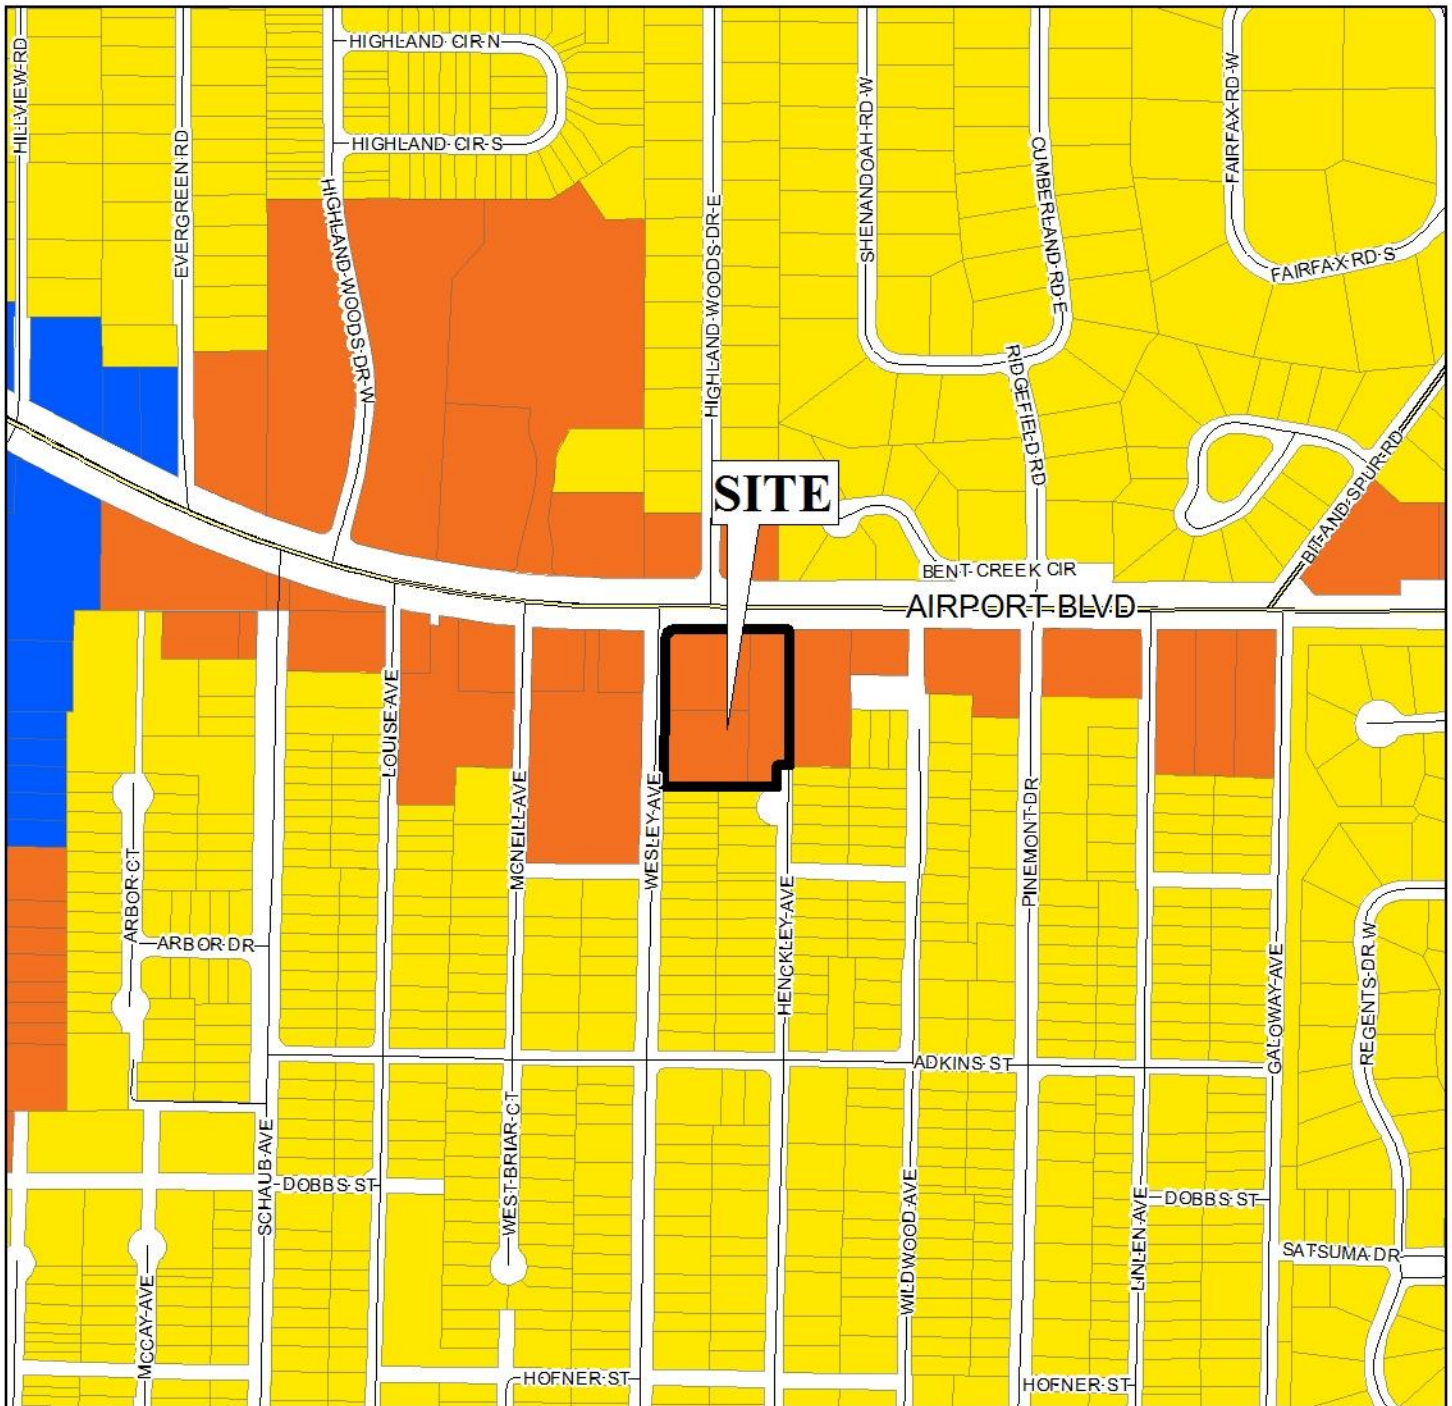 HIGHLAND CIR N
HILLVIEW RD
EVERGREEN RD
HIGHLAND CIR S
SHENANDOAH RD W
CUMBERLAND RD E
FAIRFAX RD W
HIGHLAND WOODS DR W
HIGHLAND WOODS DR E
FAIRFAX RD S
RIDGEFIELD RD
SITE
BIT AND SPUR RD
BENT CREEK CIR
AIRPORT BLVD
LOUISE AVE
MCNEILL AVE
WESLEY AVE
PINEMONT DR
ARBOR CT
HENCKLEY AVE
ARBOR DR
GALOWAY AVE
REGENTS DR W
ADKINS ST
WEST BRIAR CT
SCHAUB AVE
DOBBS ST
WILDWOOD AVE
LINLEN AVE
DOBBS ST
SATSUMA DR
MCCAY AVE
HOFNER ST
HOFNER ST